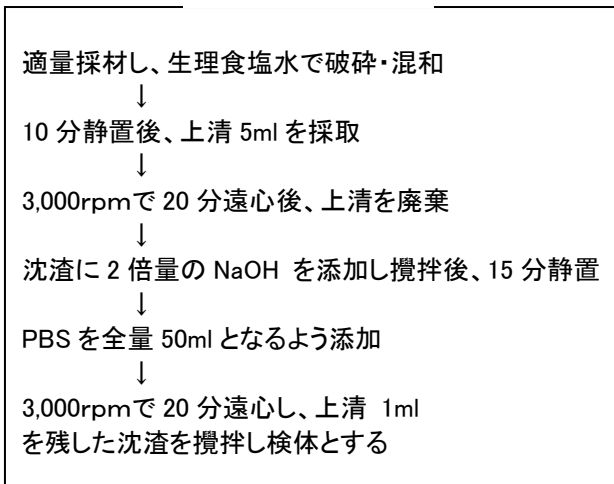 適量採材し、生理食塩水で破砕・混和
↓
10 分静置後、上清 5ml を採取
↓
3,000rpmで 20 分遠心後、上清を廃棄
↓
沈渣に 2 倍量の NaOH を添加し攪拌後、15 分静置
↓
PBS を全量 50ml となるよう添加
↓
3,000rpmで 20 分遠心し、上清 1ml
を残した沈渣を攪拌し検体とする